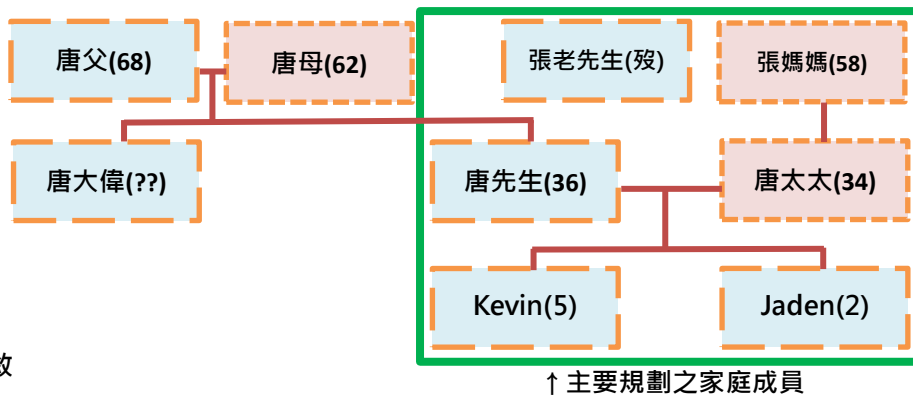 唐父(68)
唐母(62)
張老先生(歿)
張媽媽(58)
唐大偉(??)
唐先生(36)
唐太太(34)
Kevin(5)
Jaden(2)
↑主要規劃之家庭成員